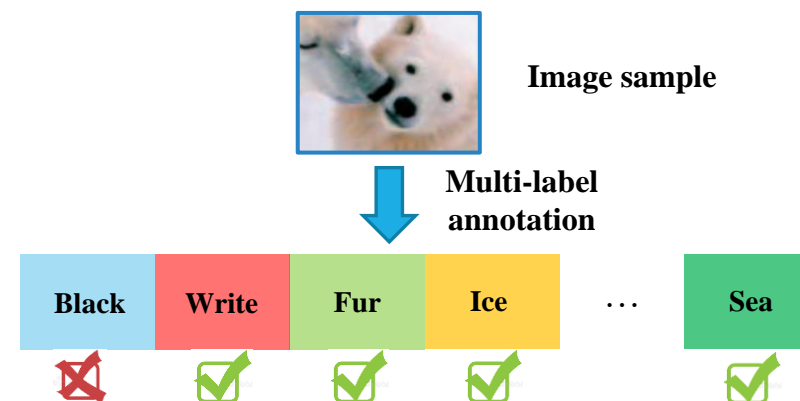 Image sample
Multi-label
annotation
Black Write Fur Ice ... Sea